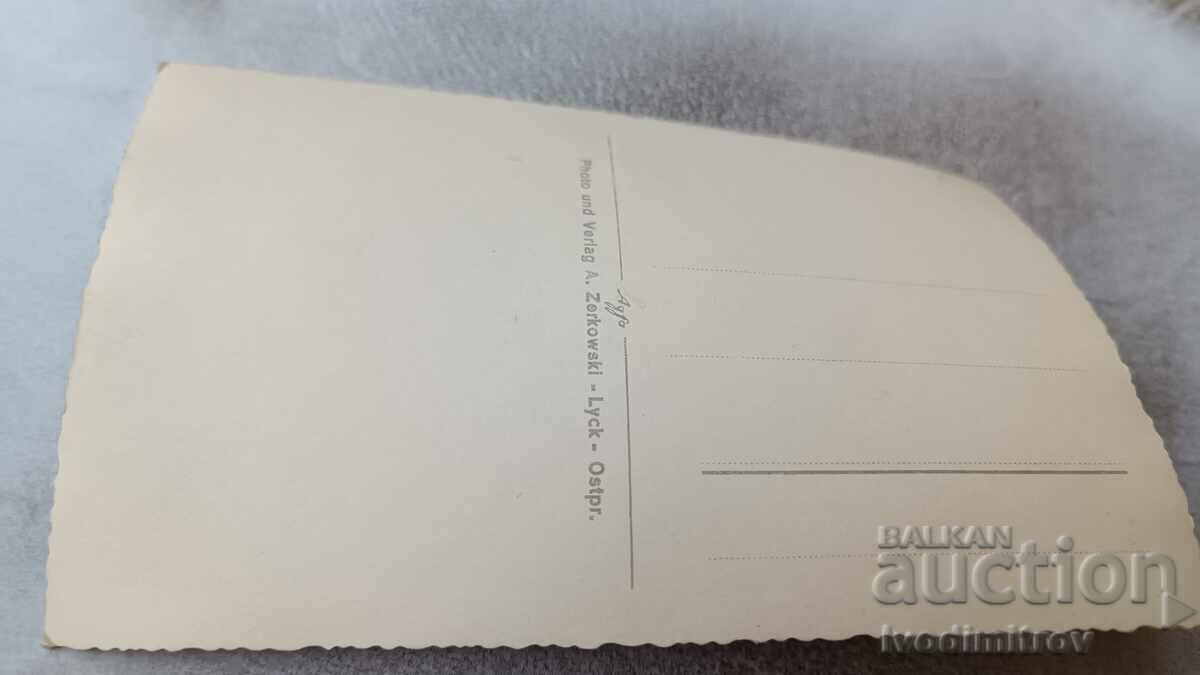 Photo und Verlag A. Zerkowski - Lyck - Ostpr.
Agfa
BALKAN
auction
Ivodimitrov